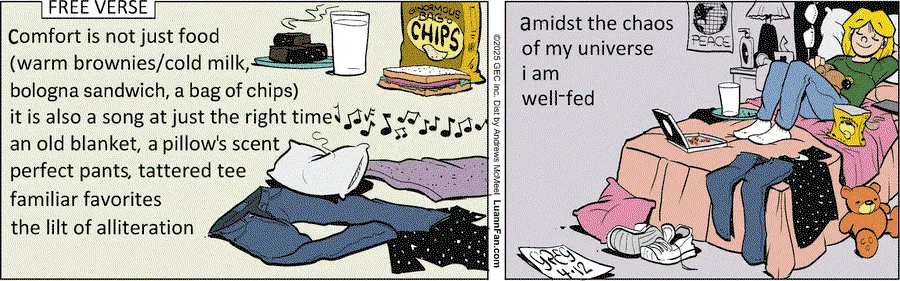 FREE VERSE
Comfort is not just food
(warm brownies/cold milk,
bologna sandwich, a bag of chips)
it is also a song at just the right time
an old blanket, a pillow's scent
perfect pants, tattered tee
familiar favorites
the lilt of alliteration
GINORMOUS
BAG O'
CHIPS
©2025 GEC Inc. Dist by Andrews McMeel LuannFan.com
amidst the chaos
of my universe
i am
well-fed
PEACE
GREG
4:12